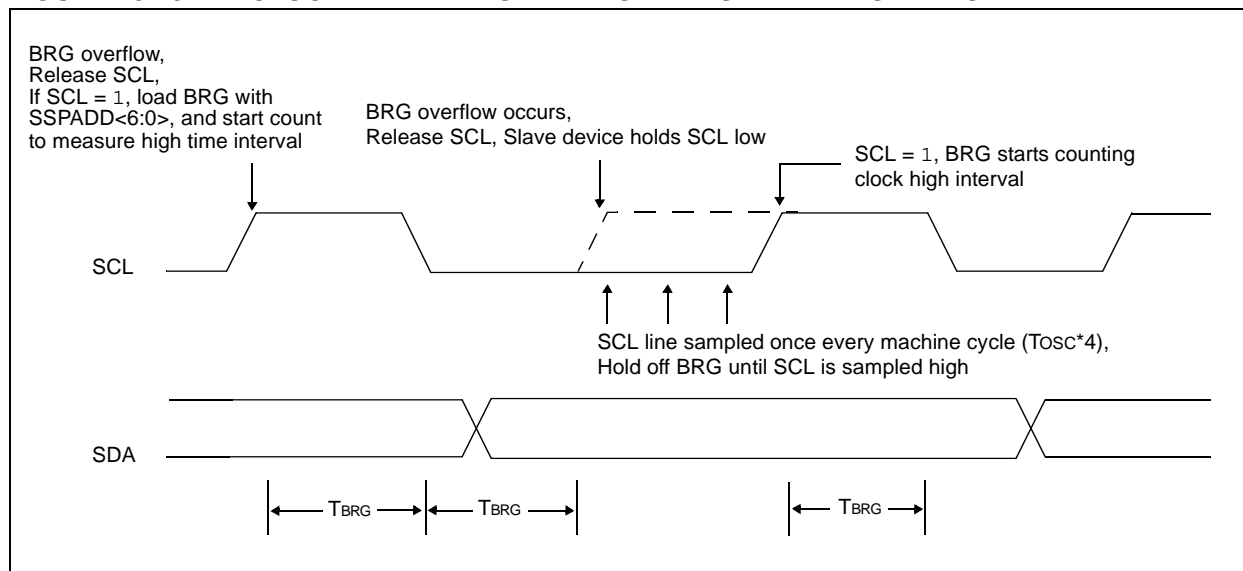 BRG overflow,
Release SCL,
If SCL = 1, load BRG with
SSPADD<6:0>, and start count
to measure high time interval
BRG overflow occurs,
Release SCL, Slave device holds SCL low
SCL = 1, BRG starts counting
clock high interval
SCL
SCL line sampled once every machine cycle (TOSC*4),
Hold off BRG until SCL is sampled high
SDA
TBRG
TBRG
TBRG